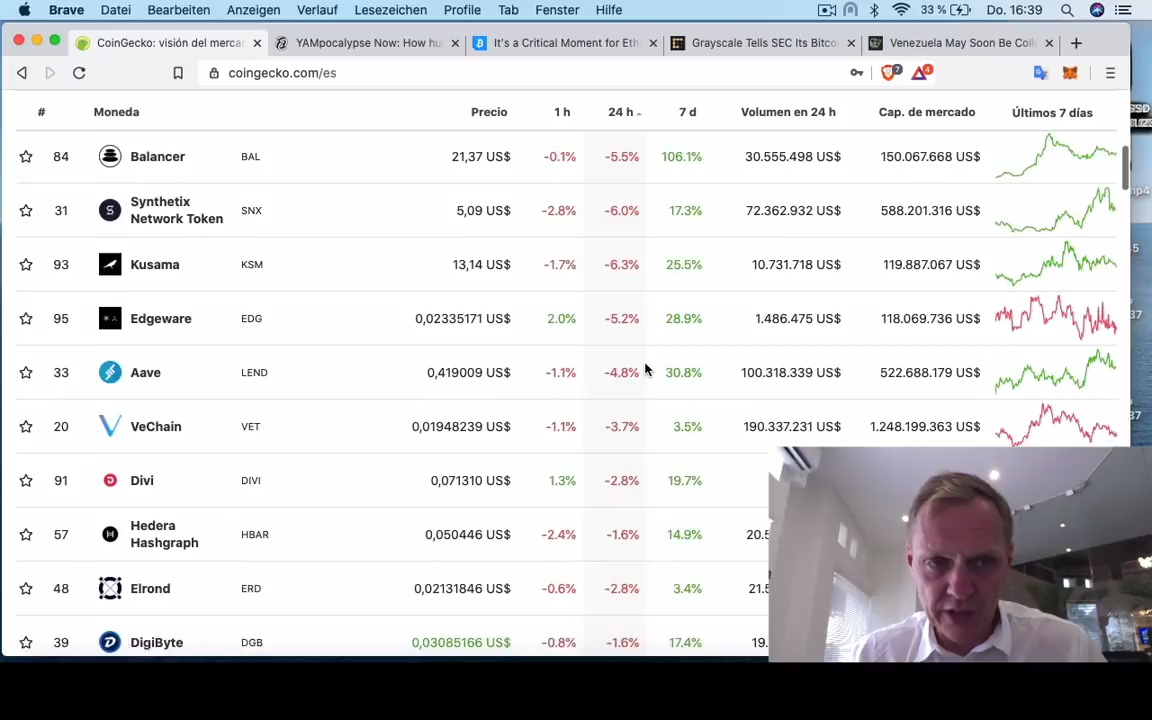 Brave Datei Bearbeiten Anzeigen Verlauf Lesezeichen Profile Tab Fenster Hilfe 33 % Do. 16:39
CoinGecko: visión del merca YAMpocalypse Now: How hu It's a Critical Moment for Eth Grayscale Tells SEC Its Bitco Venezuela May Soon Be Coll
coingecko.com/es 7 4
# Moneda Precio 1 h 24 h 7 d Volumen en 24 h Cap. de mercado Últimos 7 días
84 Balancer BAL 21,37 US$ -0.1% -5.5% 106.1% 30.555.498 US$ 150.067.668 US$
31 Synthetix Network Token SNX 5,09 US$ -2.8% -6.0% 17.3% 72.362.932 US$ 588.201.316 US$
93 Kusama KSM 13,14 US$ -1.7% -6.3% 25.5% 10.731.718 US$ 119.887.067 US$
95 Edgeware EDG 0,02335171 US$ 2.0% -5.2% 28.9% 1.486.475 US$ 118.069.736 US$
33 Aave LEND 0,419009 US$ -1.1% -4.8% 30.8% 100.318.339 US$ 522.688.179 US$
20 VeChain VET 0,01948239 US$ -1.1% -3.7% 3.5% 190.337.231 US$ 1.248.199.363 US$
91 Divi DIVI 0,071310 US$ 1.3% -2.8% 19.7%
57 Hedera Hashgraph HBAR 0,050446 US$ -2.4% -1.6% 14.9% 20.5
48 Elrond ERD 0,02131846 US$ -0.6% -2.8% 3.4% 21.5
39 DigiByte DGB 0,03085166 US$ -0.8% -1.6% 17.4% 19.